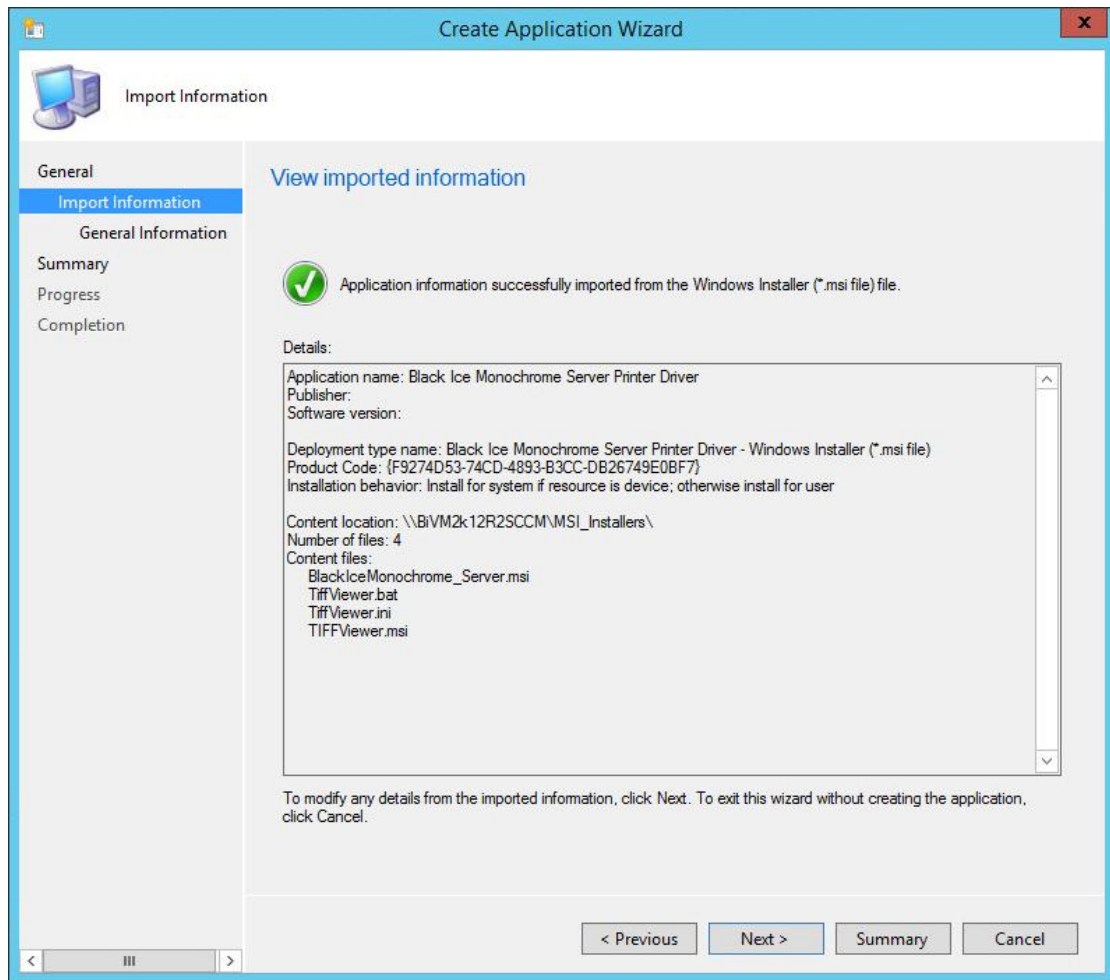 Create Application Wizard
x
Import Information
General
Import Information
General Information
Summary
Progress
Completion
View imported information
Application information successfully imported from the Windows Installer (*.msi file) file.
Details:
Application name: Black Ice Monochrome Server Printer Driver
Publisher:
Software version:
Deployment type name: Black Ice Monochrome Server Printer Driver - Windows Installer (*.msi file)
Product Code: {F9274D53-74CD-4893-B3CC-DB26749E0BF7}
Installation behavior: Install for system if resource is device; otherwise install for user
Content location: \\BiVM2k12R2SCCM\MSI_Installers\
Number of files: 4
Content files:
BlackIceMonochrome_Server.msi
TiffViewer.bat
TiffViewer.ini
TIFFViewer.msi
To modify any details from the imported information, click Next. To exit this wizard without creating the application,
click Cancel.
< Previous
Next >
Summary
Cancel